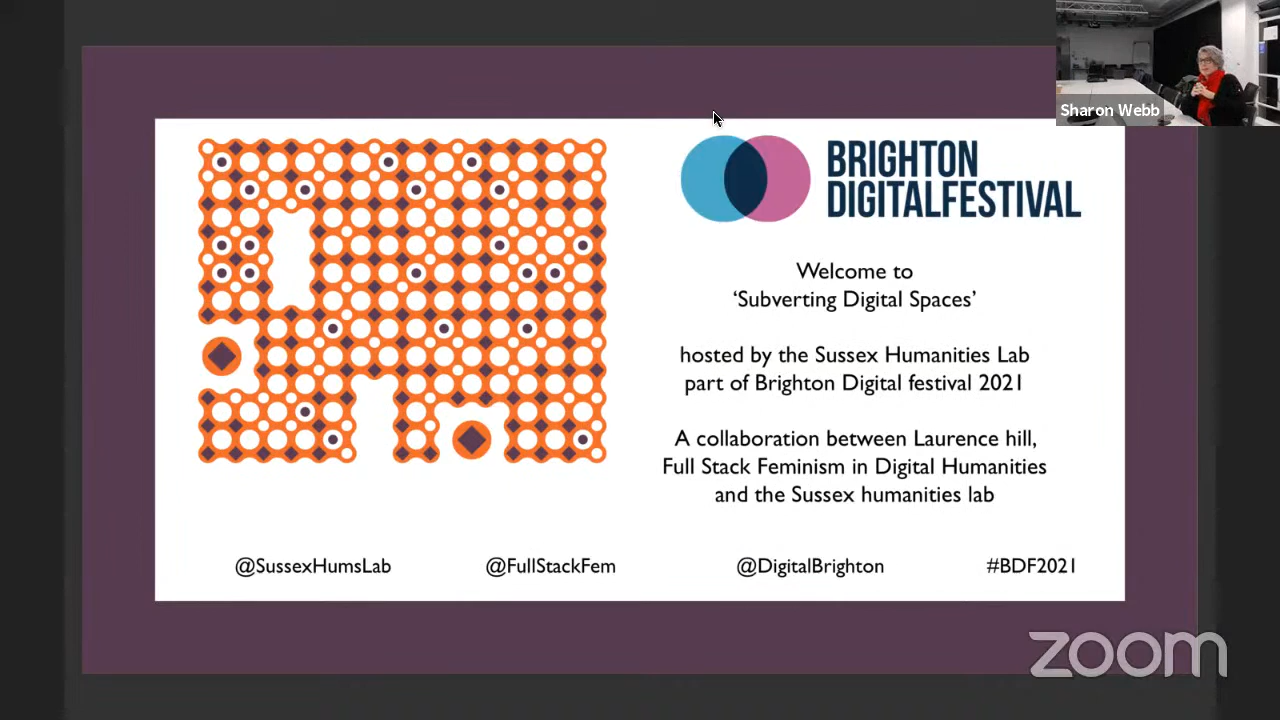 Sharon Webb
BRIGHTON
DIGITALFESTIVAL
Welcome to
‘Subverting Digital Spaces’
hosted by the Sussex Humanities Lab
part of Brighton Digital festival 2021
A collaboration between Laurence hill,
Full Stack Feminism in Digital Humanities
and the Sussex humanities lab
@SussexHumsLab
@FullStackFem
@DigitalBrighton
#BDF2021
zoom